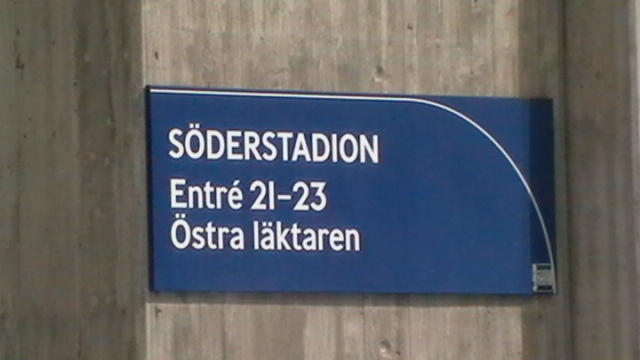 SÖDERSTADION
Entré 21-23
Östra läktaren